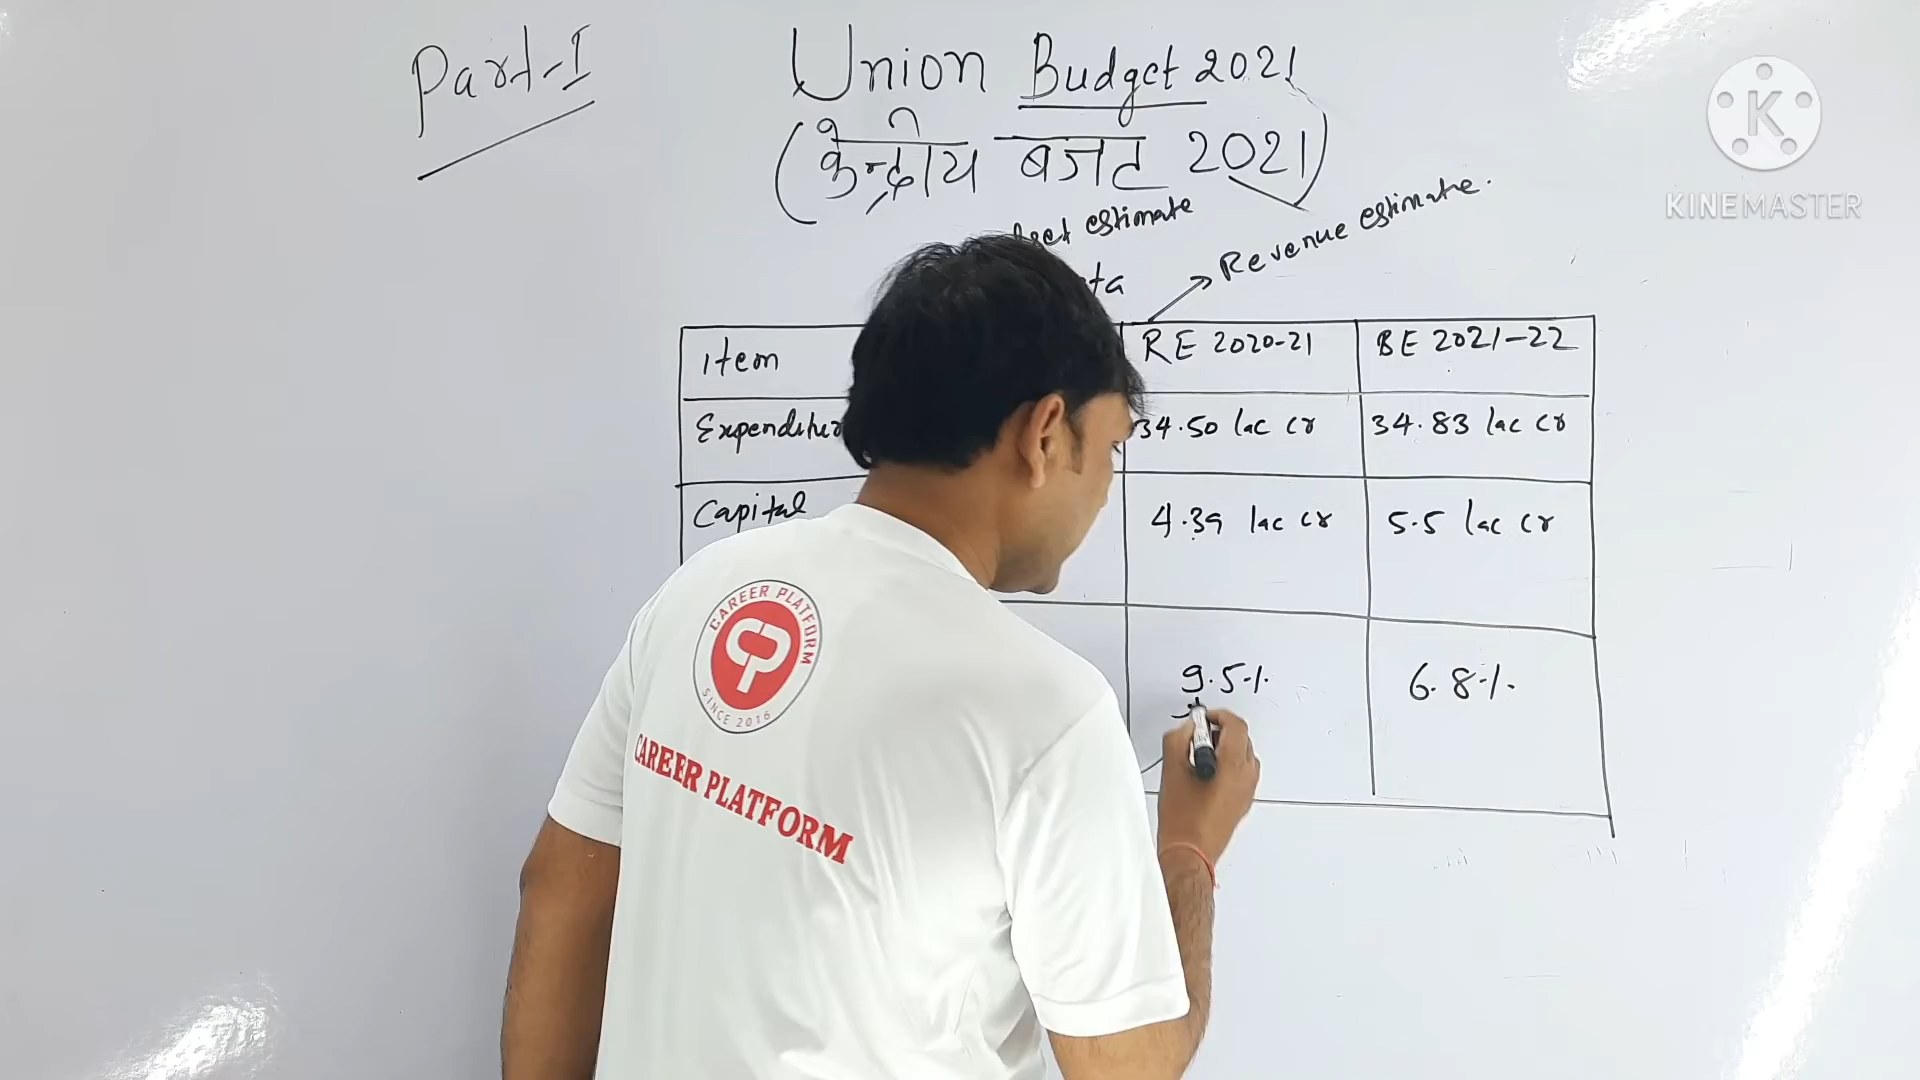 Part-I
Union Budget 2021
(केन्द्रीय बजट 2021)
estimate
Revenue estimate.
Item RE 2020-21 BE 2021-22
34.50 lac cr 34.83 lac cr
Capital 4.39 lac cr 5.5 lac cr
9.5% 6.8%
CAREER PLATFORM
SINCE 2016
CAREER PLATFORM
K
KINEMASTER